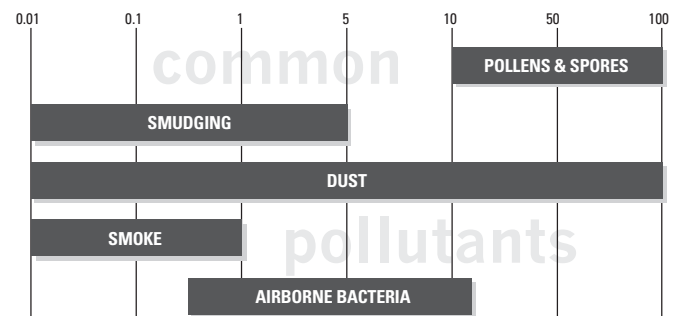 0.01 0.1 1 5 10 50 100
common
POLLENS & SPORES
SMUDGING
DUST
SMOKE
pollutants
AIRBORNE BACTERIA